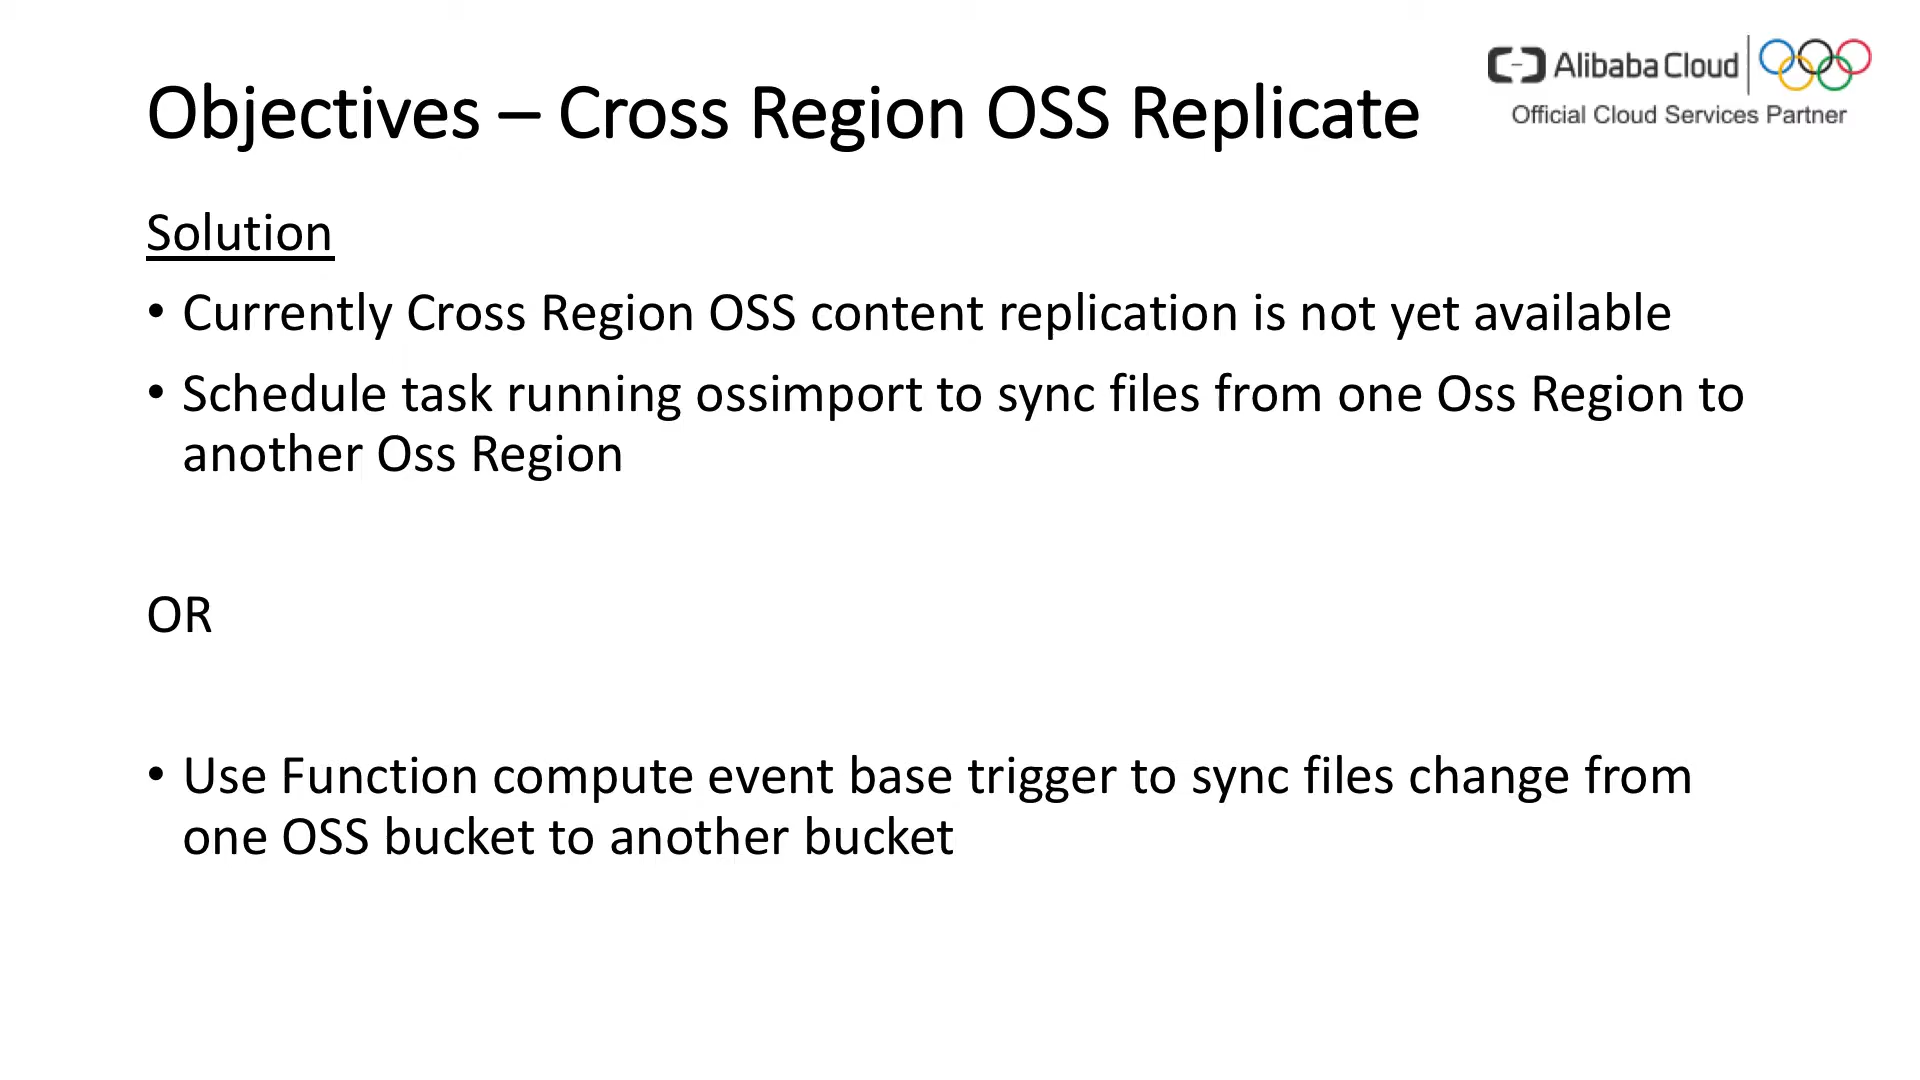 Objectives – Cross Region OSS Replicate
Alibaba Cloud
Official Cloud Services Partner
Solution
• Currently Cross Region OSS content replication is not yet available
• Schedule task running ossimport to sync files from one Oss Region to
another Oss Region
OR
• Use Function compute event base trigger to sync files change from
one OSS bucket to another bucket